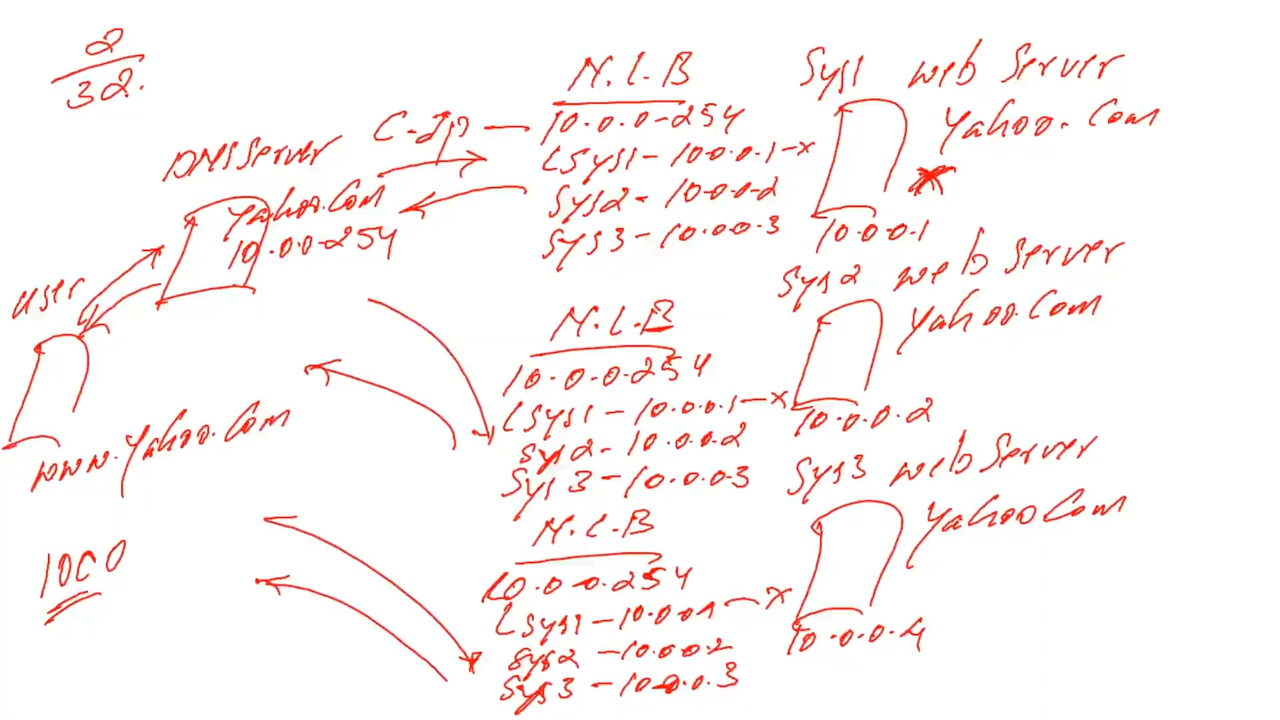 2
32.
DNS Server
Yahoo.Com
10.0.0.254
User
www.Yahoo.Com
1000
C-Ip —
N.L.B
10.0.0.254
Sys1 - 10.0.0.1 - x
Sys2 - 10.0.0.2
Sys3 - 10.0.0.3
Sys1 web Server
Yahoo.Com
10.0.0.1
N.L.B
10.0.0.254
Sys1 - 10.0.0.1 - x
Sys2 - 10.0.0.2
Sys3 - 10.0.0.3
Sys2 web Server
Yahoo.Com
10.0.0.2
N.L.B
10.0.0.254
Sys1 - 10.0.0.1 - x
Sys2 - 10.0.0.2
Sys3 - 10.0.0.3
Sys3 web Server
Yahoo.Com
10.0.0.4